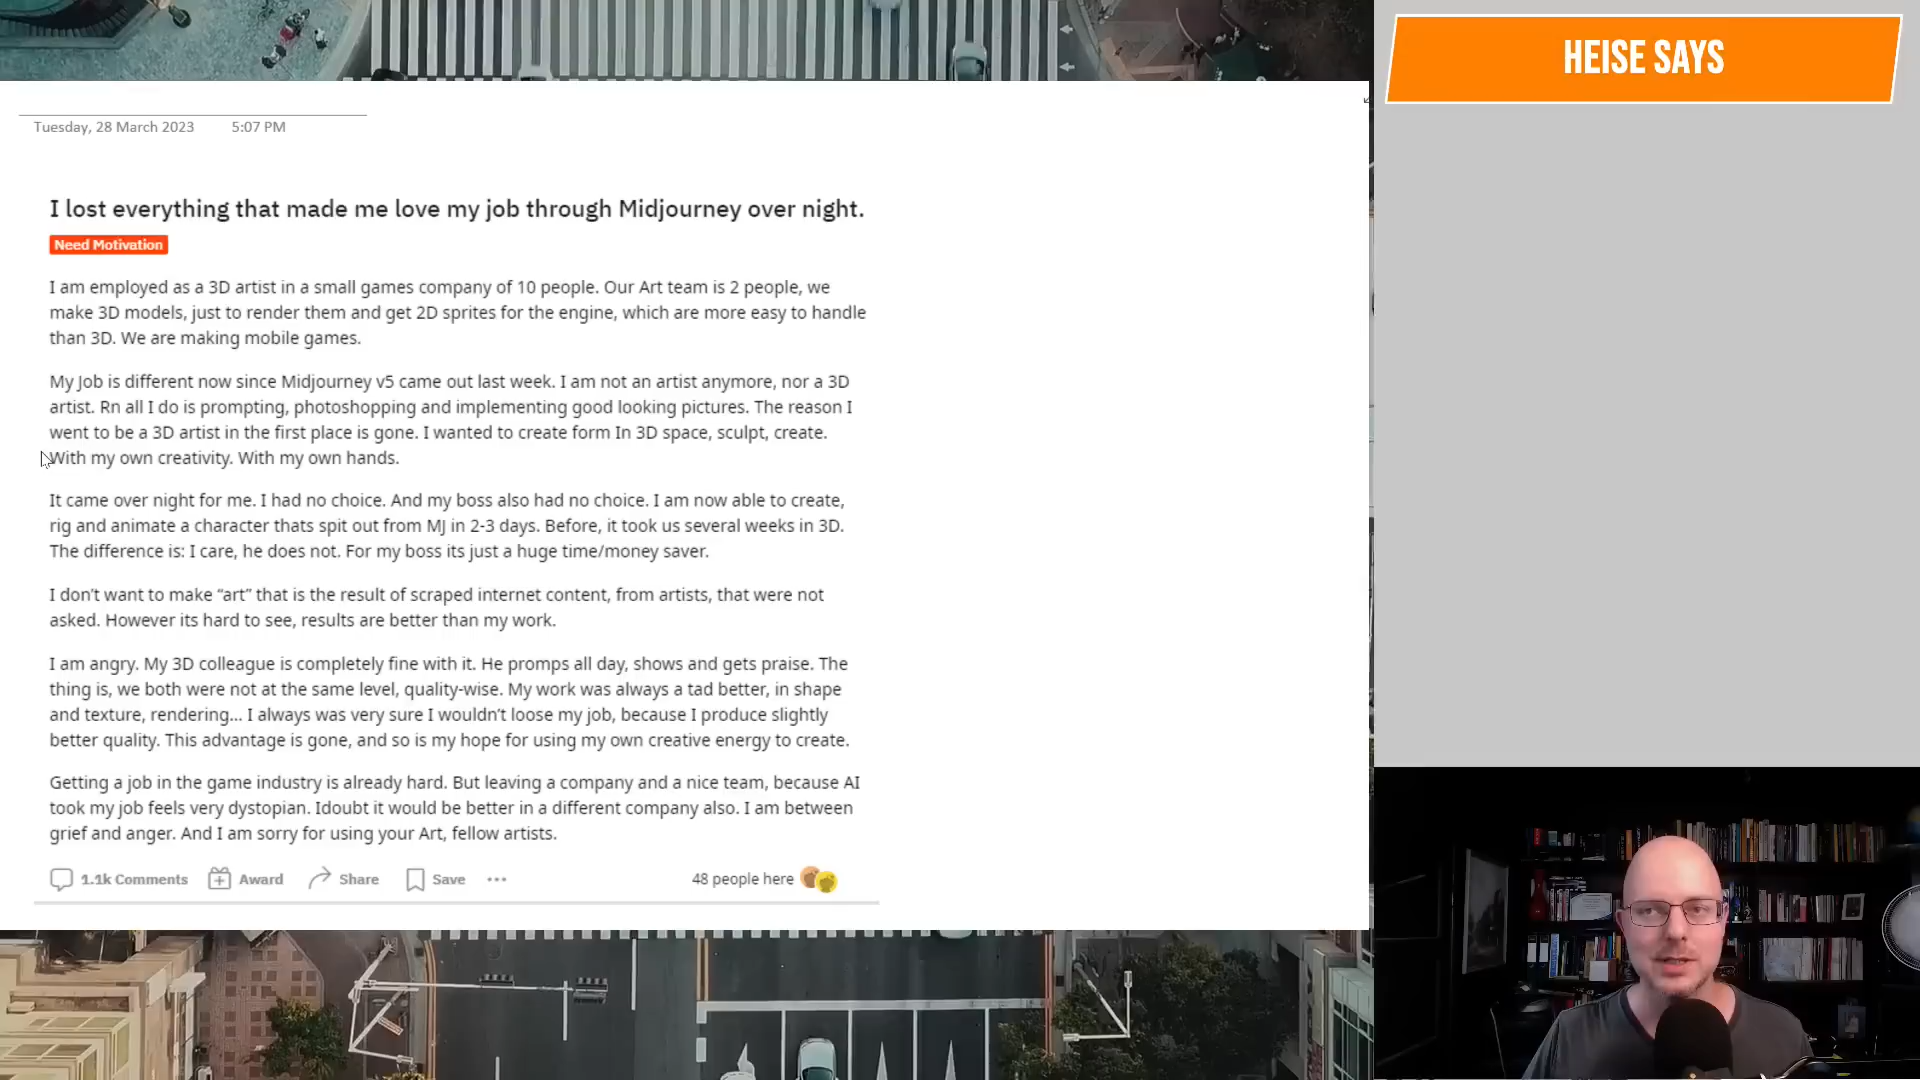 HEISE SAYS
Tuesday, 28 March 2023 5:07 PM
I lost everything that made me love my job through Midjourney over night.
Need Motivation
I am employed as a 3D artist in a small games company of 10 people. Our Art team is 2 people, we
make 3D models, just to render them and get 2D sprites for the engine, which are more easy to handle
than 3D. We are making mobile games.
My Job is different now since Midjourney v5 came out last week. I am not an artist anymore, nor a 3D
artist. Rn all I do is prompting, photoshopping and implementing good looking pictures. The reason I
went to be a 3D artist in the first place is gone. I wanted to create form In 3D space, sculpt, create.
With my own creativity. With my own hands.
It came over night for me. I had no choice. And my boss also had no choice. I am now able to create,
rig and animate a character thats spit out from MJ in 2-3 days. Before, it took us several weeks in 3D.
The difference is: I care, he does not. For my boss its just a huge time/money saver.
I don't want to make “art” that is the result of scraped internet content, from artists, that were not
asked. However its hard to see, results are better than my work.
I am angry. My 3D colleague is completely fine with it. He promps all day, shows and gets praise. The
thing is, we both were not at the same level, quality-wise. My work was always a tad better, in shape
and texture, rendering... I always was very sure I wouldn't loose my job, because I produce slightly
better quality. This advantage is gone, and so is my hope for using my own creative energy to create.
Getting a job in the game industry is already hard. But leaving a company and a nice team, because AI
took my job feels very dystopian. Idoubt it would be better in a different company also. I am between
grief and anger. And I am sorry for using your Art, fellow artists.
1.1k Comments Award Share Save ... 48 people here